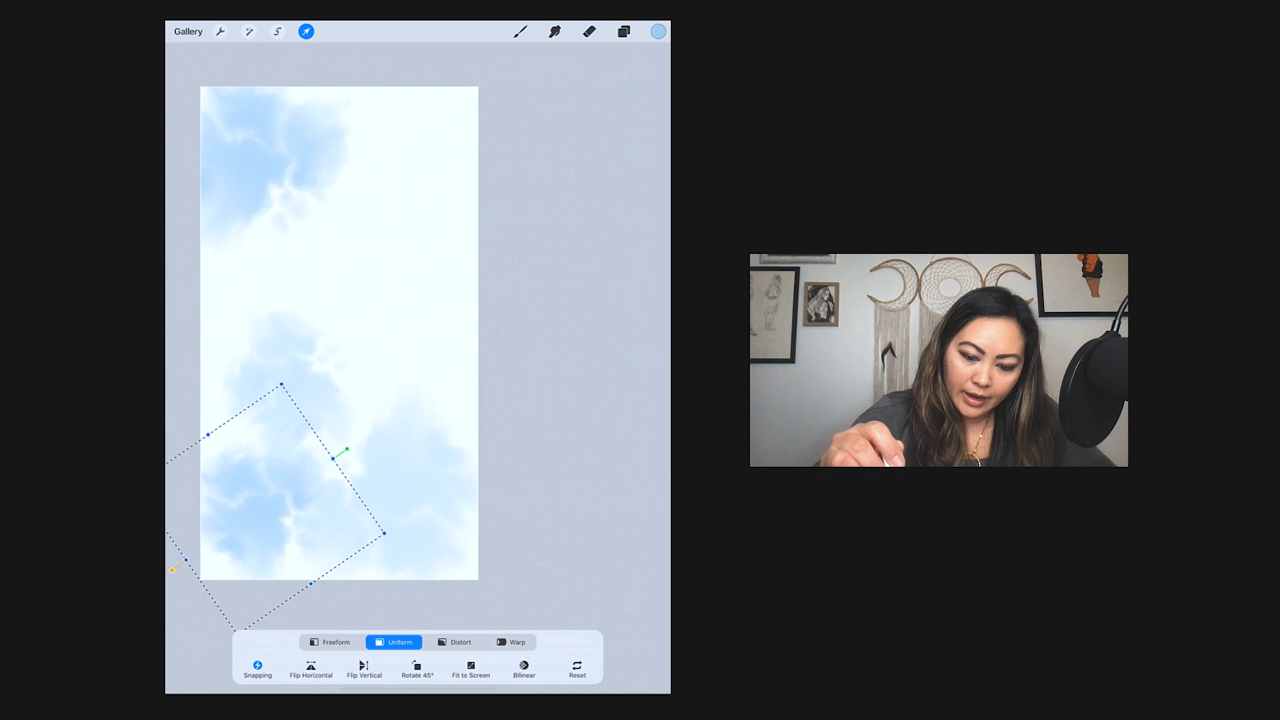 Gallery
Freeform Uniform Distort Warp
Snapping Flip Horizontal Flip Vertical Rotate 45° Fit to Screen Bilinear Reset